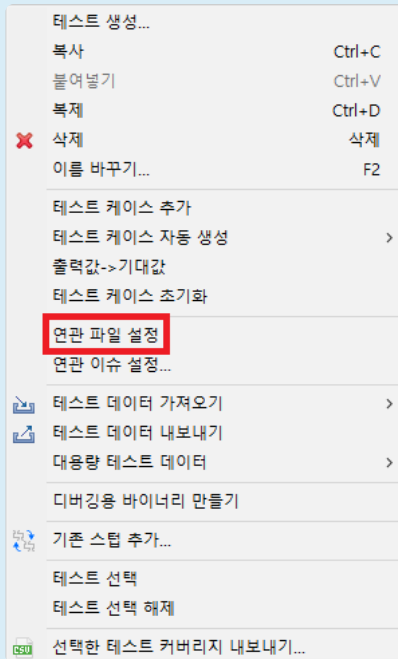 테스트 생성...
복사 Ctrl+C
붙여넣기 Ctrl+V
복제 Ctrl+D
삭제 삭제
이름 바꾸기... F2
테스트 케이스 추가
테스트 케이스 자동 생성
출력값->기대값
테스트 케이스 초기화
연관 파일 설정
연관 이슈 설정...
테스트 데이터 가져오기
테스트 데이터 내보내기
대용량 테스트 데이터
디버깅용 바이너리 만들기
기존 스텁 추가...
테스트 선택
테스트 선택 해제
CSU 선택한 테스트 커버리지 내보내기...